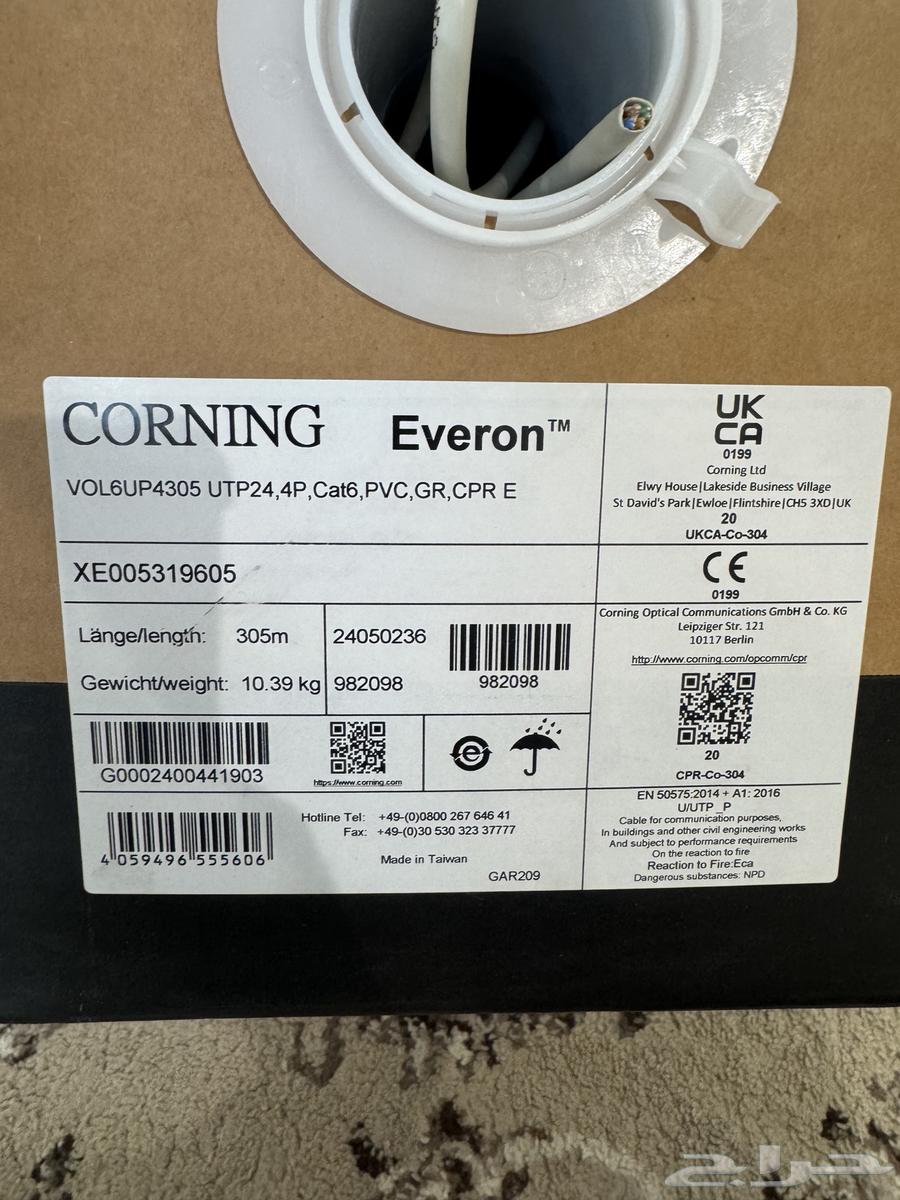 CORNING
Everon™
VOL6UP4305 UTP24,4P,Cat6,PVC,GR,CPR E
XE005319605
Länge/length: 305m
Gewicht/weight: 10.39 kg
24050236
982098
982098
G0002400441903
https://www.corning.com
4 059496 555606
Hotline Tel: +49-(0)0800 267 646 41
Fax: +49-(0)30 530 323 37777
Made in Taiwan
GAR209
UK
CA
0199
Corning Ltd
Elwy House|Lakeside Business Village
St David's Park|Ewloe|Flintshire|CH5 3XD|UK
20
UKCA-Co-304
CE
0199
Corning Optical Communications GmbH & Co. KG
Leipziger Str. 121
10117 Berlin
http://www.corning.com/opcomm/cpr
20
CPR-Co-304
EN 50575:2014 + A1: 2016
U/UTP_P
Cable for communication purposes,
In buildings and other civil engineering works
And subject to performance requirements
On the reaction to fire
Reaction to Fire:Eca
Dangerous substances: NPD
حراج